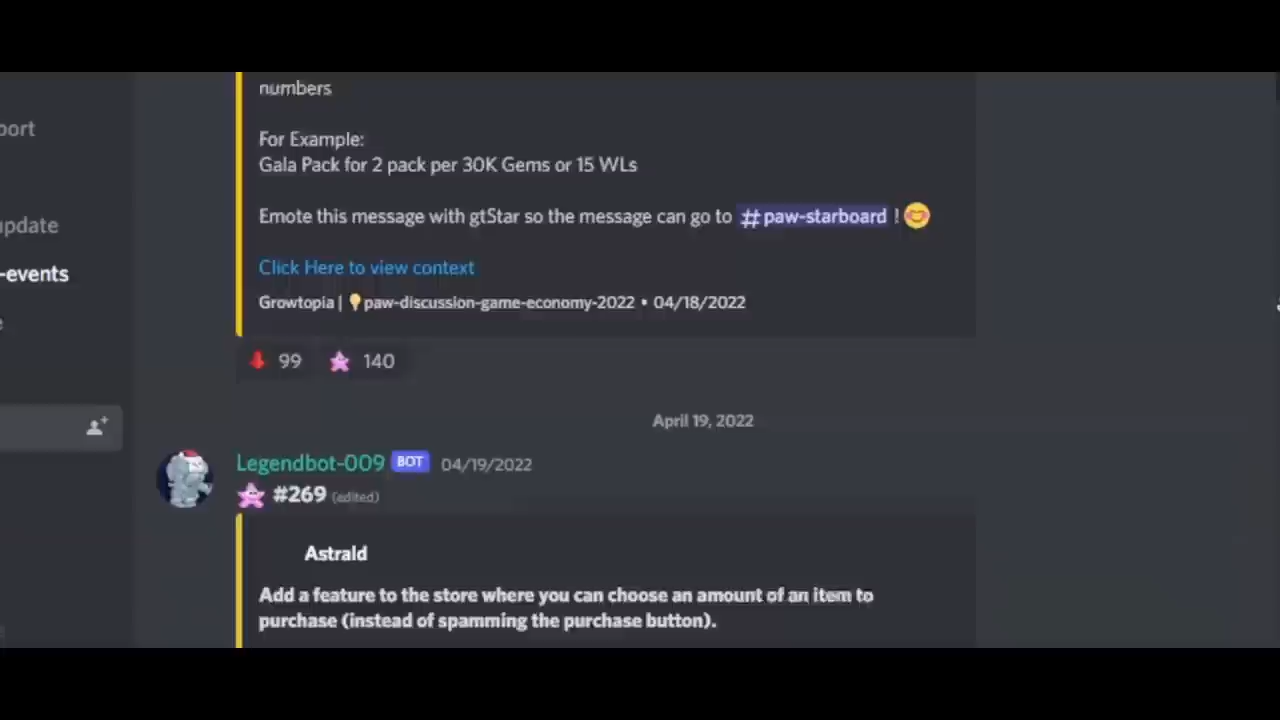 numbers
port
For Example:
Gala Pack for 2 pack per 30K Gems or 15 WLs
update
Emote this message with gtStar so the message can go to # paw-starboard !
-events
Click Here to view context
Growtopia | paw-discussion-game-economy-2022 • 04/18/2022
e
99 140
April 19, 2022
Legendbot-009 BOT 04/19/2022
#269 (edited)
Astrald
Add a feature to the store where you can choose an amount of an item to
purchase (instead of spamming the purchase button).